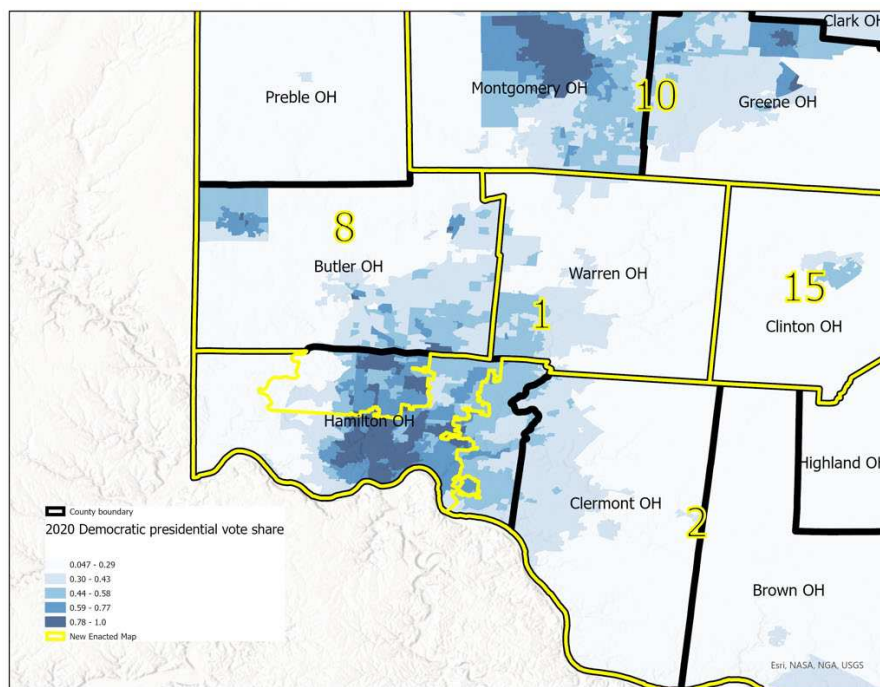 Clark OH
Preble OH
Montgomery OH
10
Greene OH
8
Butler OH
Warren OH
1
15
Clinton OH
Hamilton OH
Highland OH
Clermont OH
2
Brown OH
County boundary
2020 Democratic presidential vote share
0.047 - 0.29
0.30 - 0.43
0.44 - 0.58
0.59 - 0.77
0.78 - 1.0
New Enacted Map
Esri, NASA, NGA, USGS